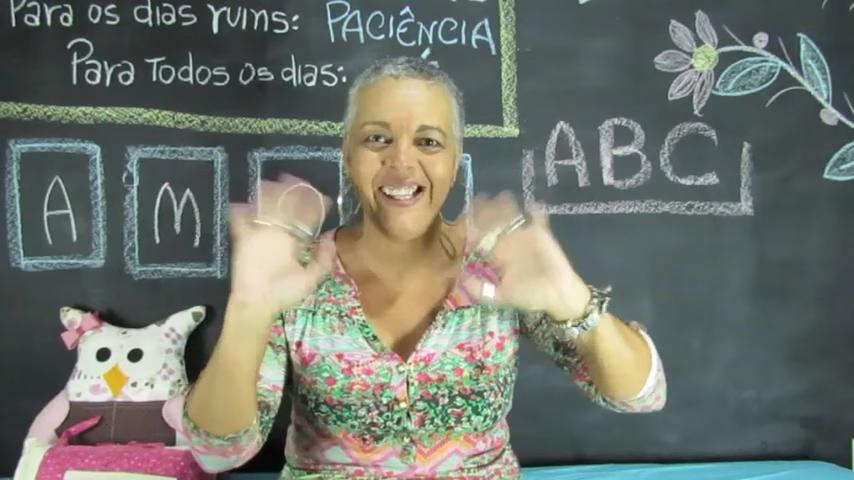 Para os dias ruins: PACIÊNCIA
Para Todos os dias:
A M
ABC